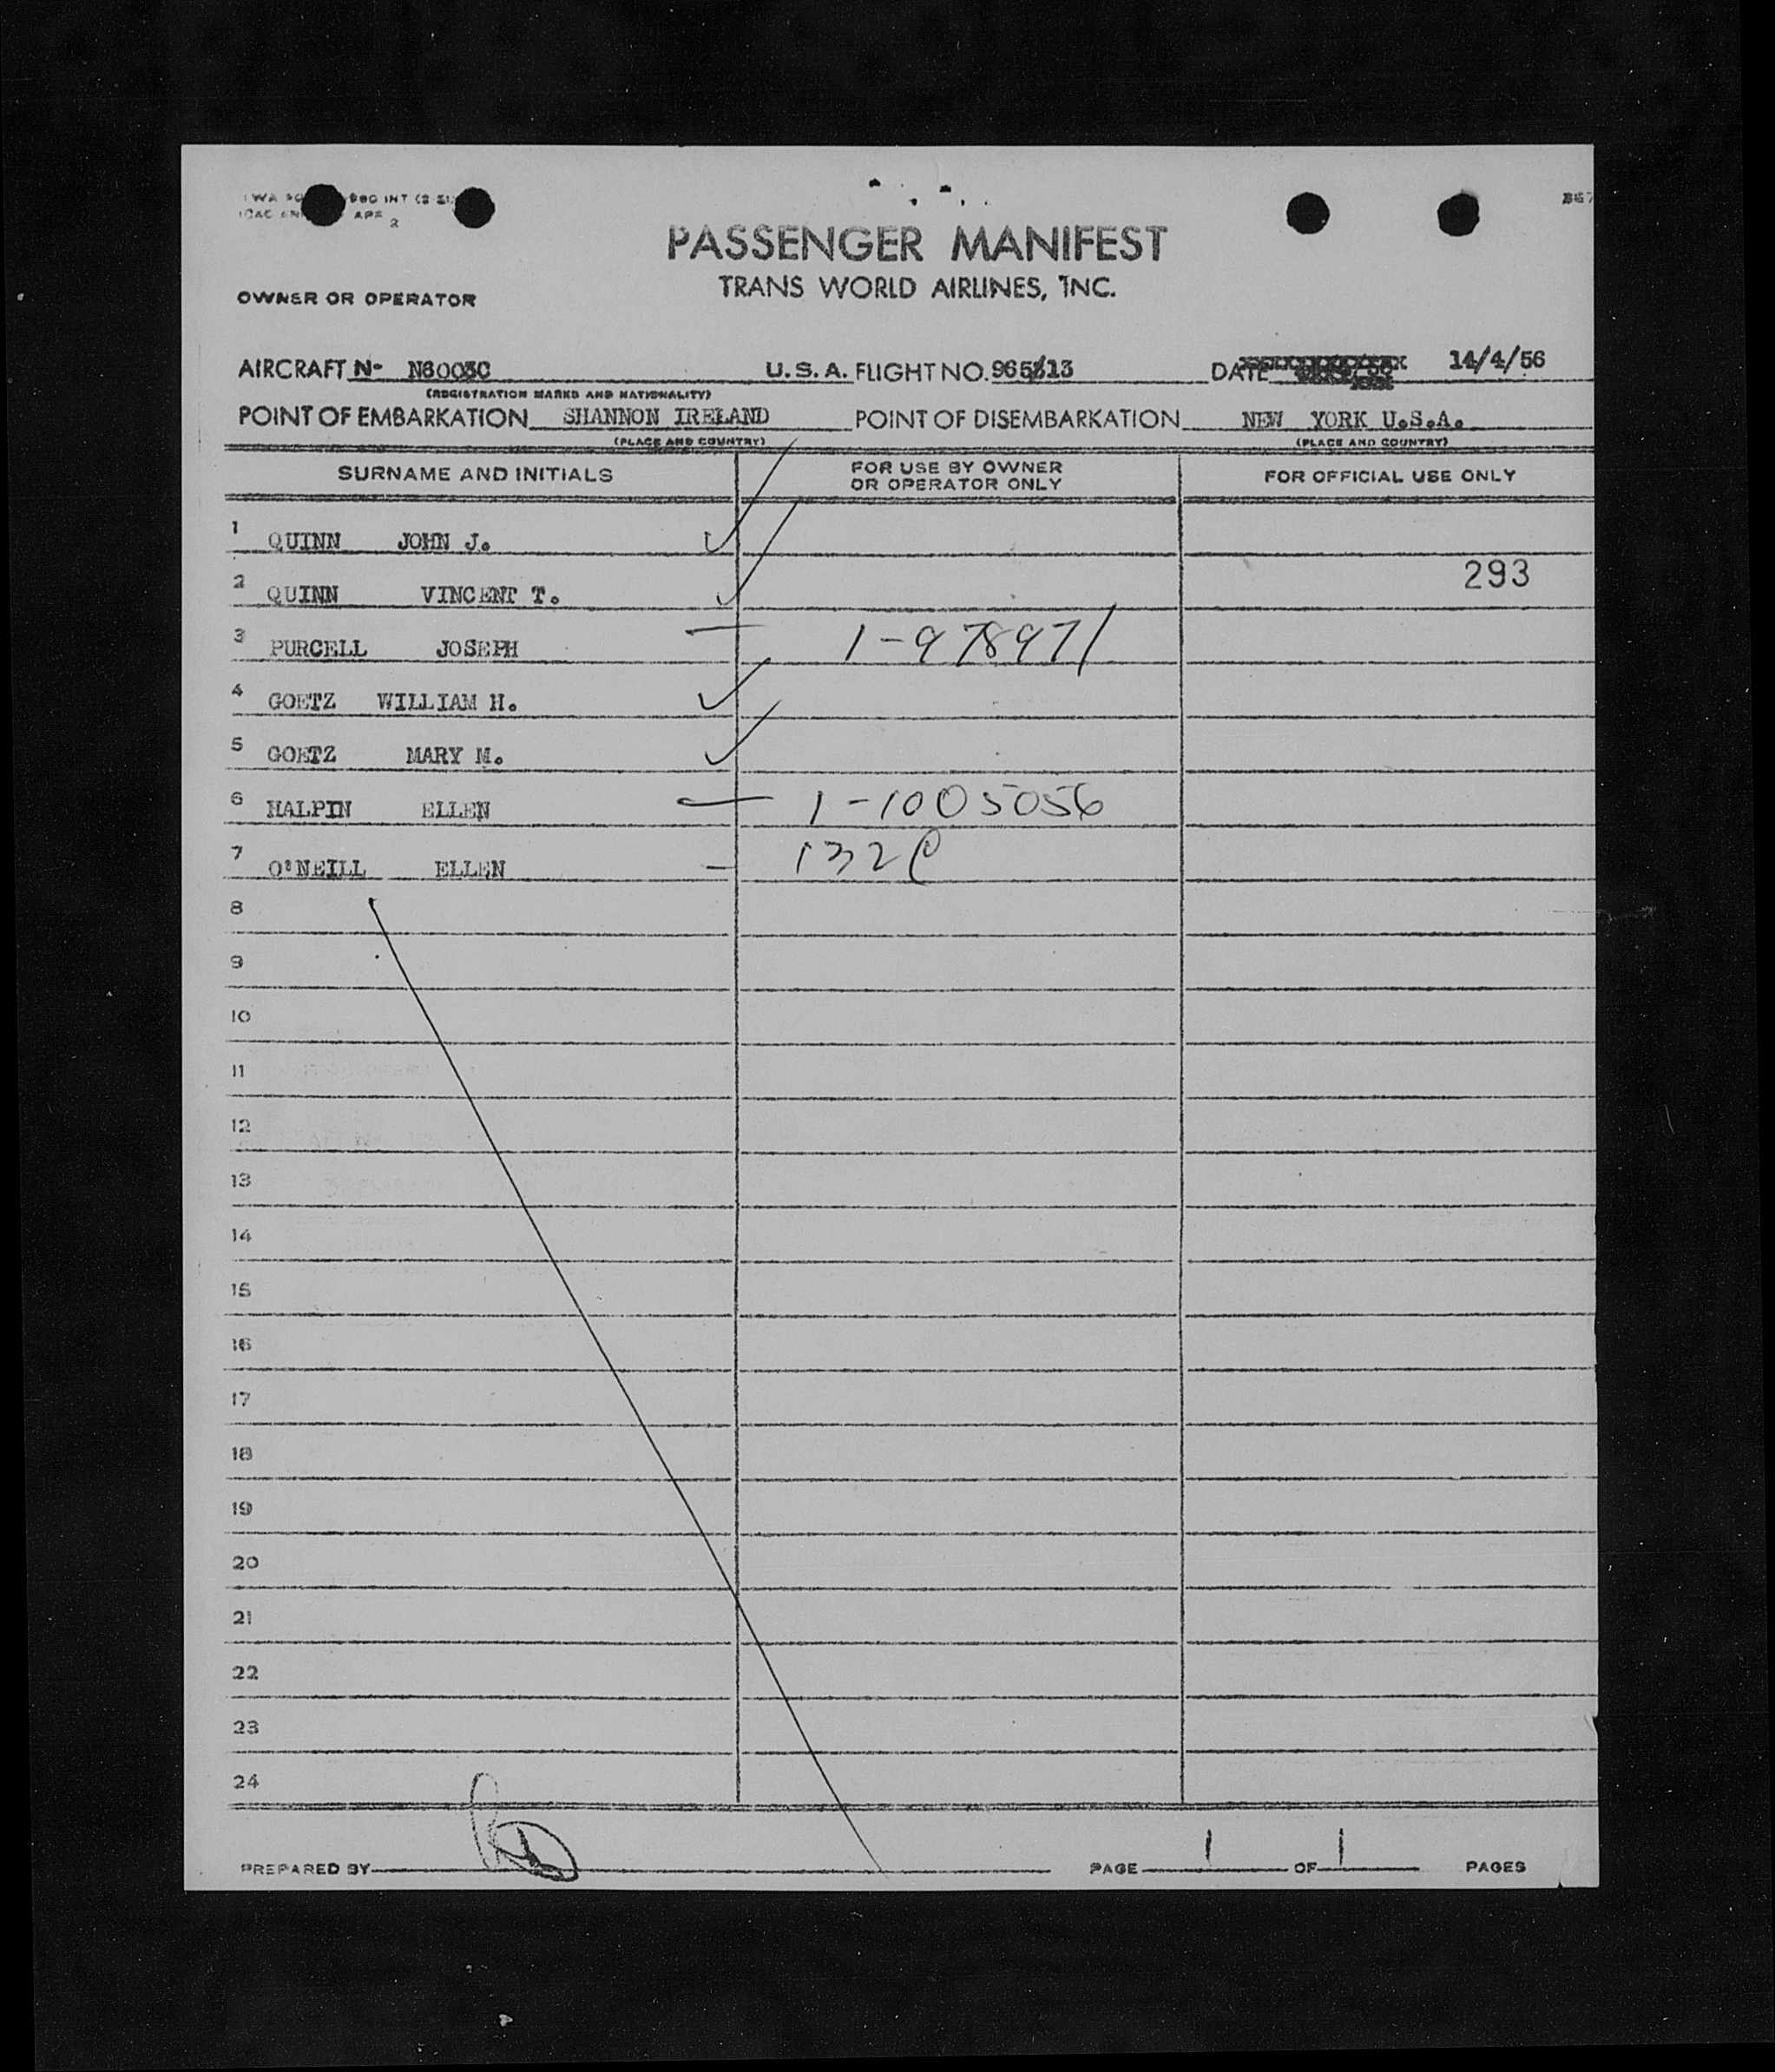 PASSENGER MANIFEST
TRANS WORLD AIRLINES, INC.
OWNER OR OPERATOR
AIRCRAFT N- N6003C U.S.A. FLIGHT NO. 965/13 DATE 14/4/56
(REGISTRATION MARKS AND NATIONALITY)
POINT OF EMBARKATION SHANNON IRELAND POINT OF DISEMBARKATION NEW YORK U.S.A.
(PLACE AND COUNTRY) (PLACE AND COUNTRY)
SURNAME AND INITIALS FOR USE BY OWNER OR OPERATOR ONLY FOR OFFICIAL USE ONLY
1 QUINN JOHN J.
293
2 QUINN VINCENT T.
3 PURCELL JOSEPH 1-978971
4 GOETZ WILLIAM H.
5 GOETZ MARY M.
6 HALPIN ELLEN 1-1005056
7 O'NEILL ELLEN
8
9
10
11
12
13
14
15
16
17
18
19
20
21
22
23
24
PREPARED BY PAGE 1 OF 1 PAGES